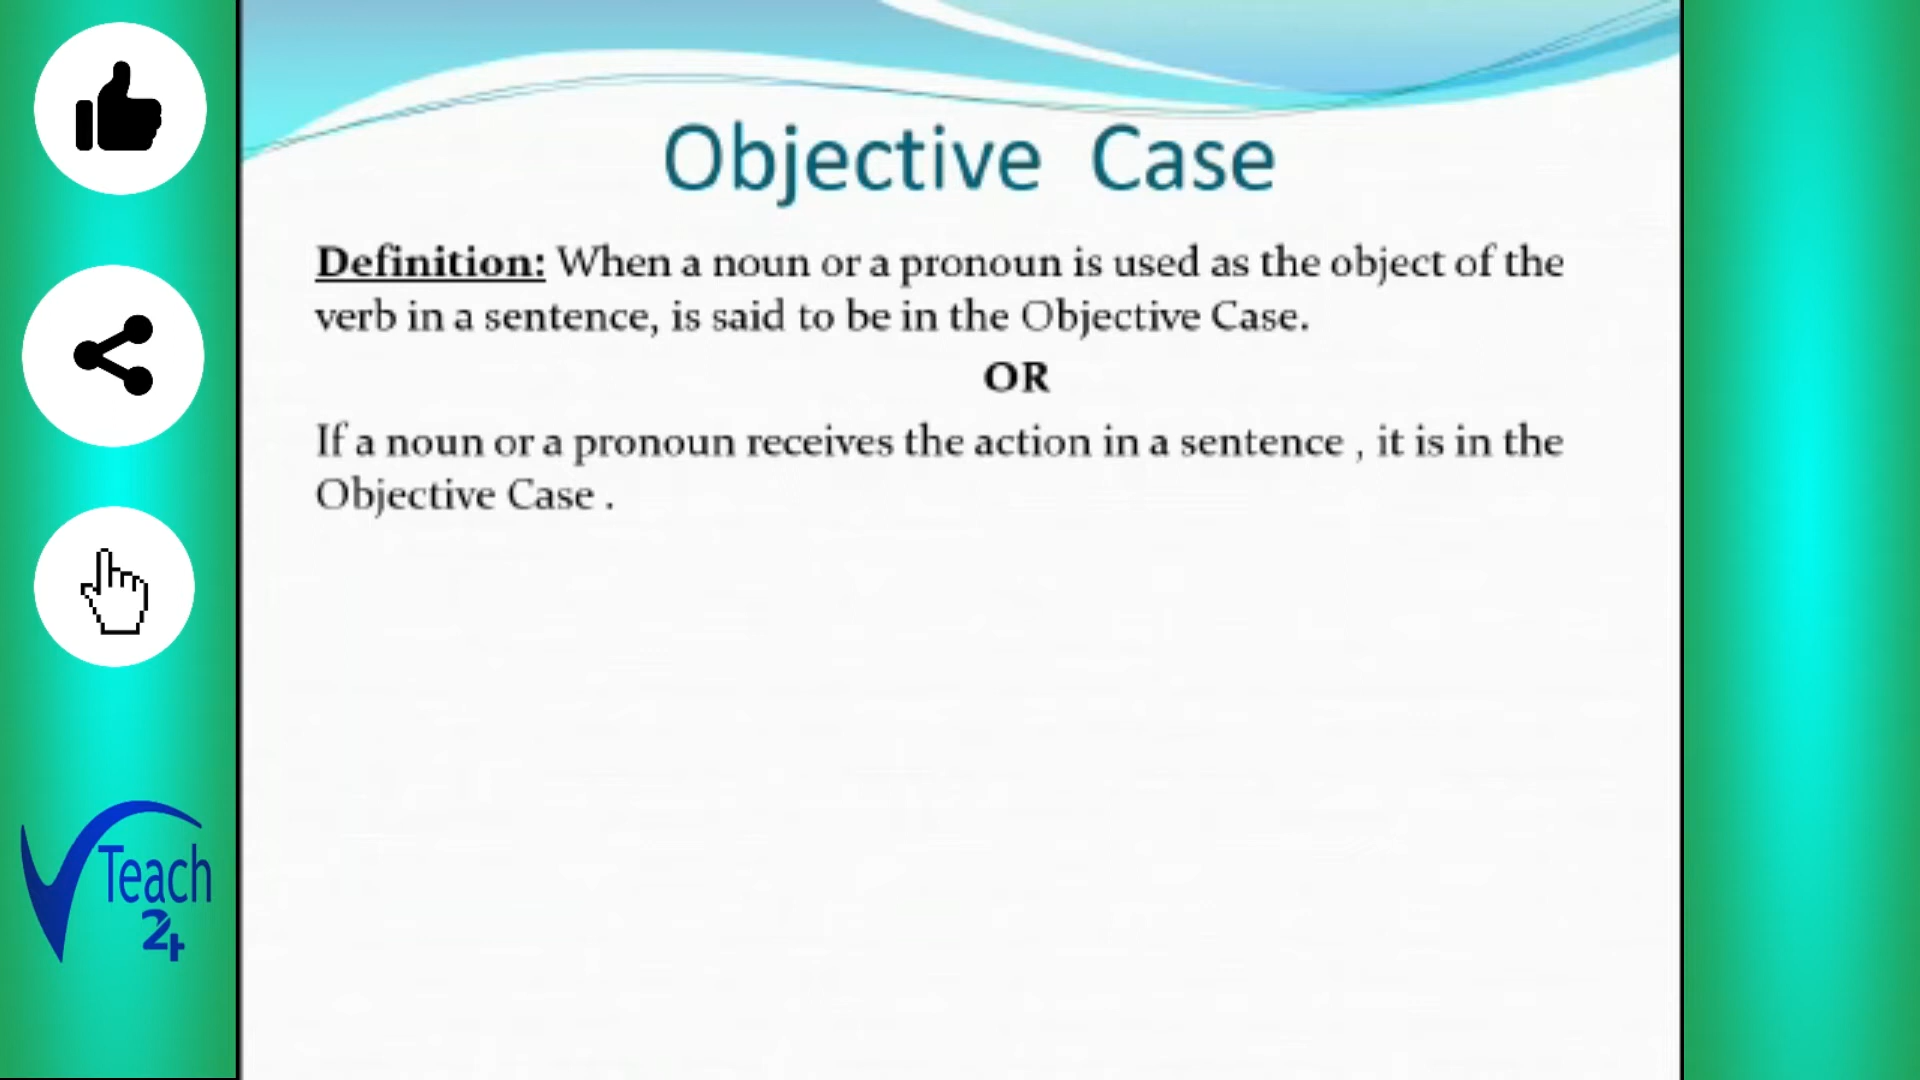 Objective Case
Definition: When a noun or a pronoun is used as the object of the
verb in a sentence, is said to be in the Objective Case.
OR
If a noun or a pronoun receives the action in a sentence , it is in the
Objective Case .
Teach
24